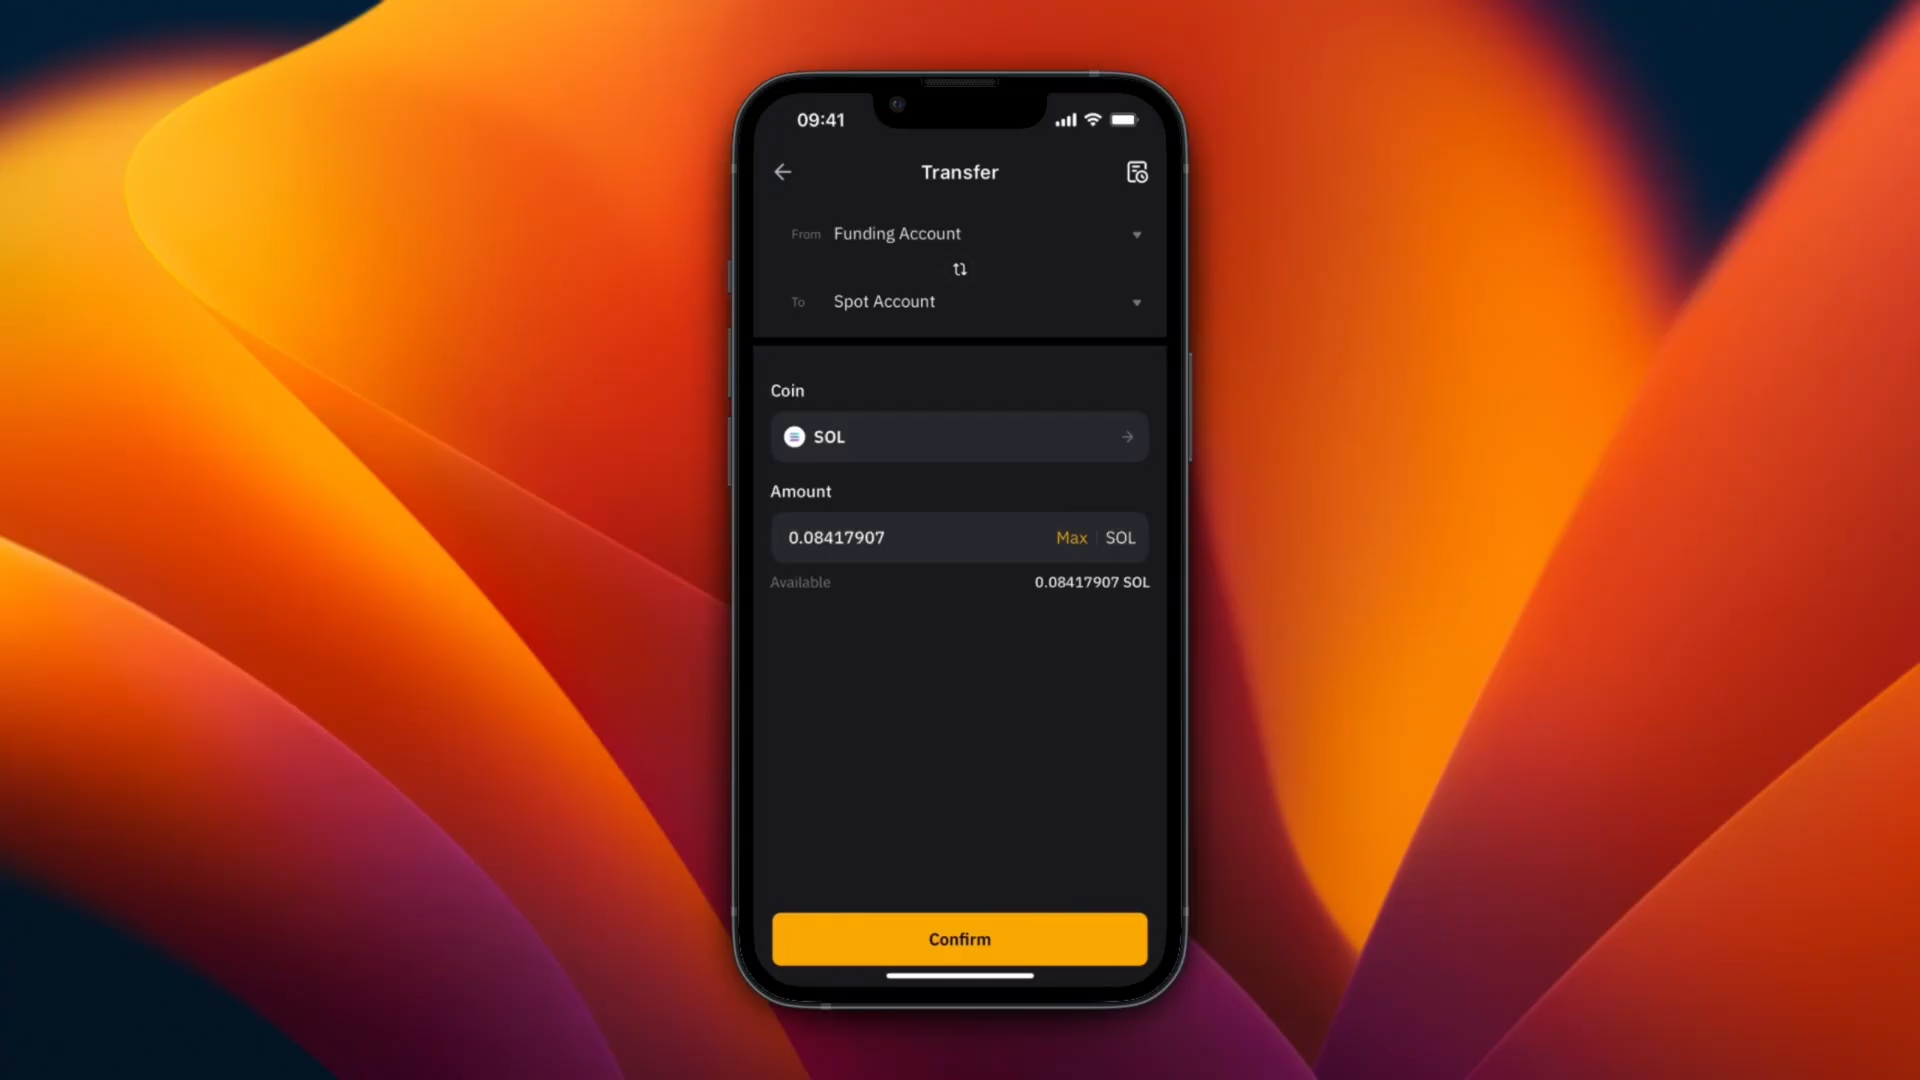 09:41
Transfer
From Funding Account
To Spot Account
Coin
SOL
Amount
0.08417907 Max SOL
Available 0.08417907 SOL
Confirm